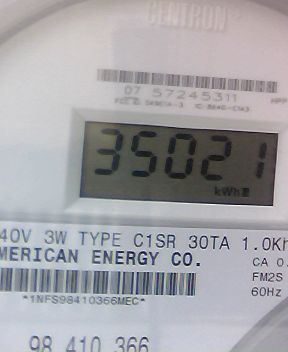 CENTRON
07 57245311
35021
kWh
40V 3W TYPE C1SR 30TA 1.0Kh
MERICAN ENERGY CO.
CA 0.
FM2S
60Hz
*1NFS98410366MEC*
98 410 366